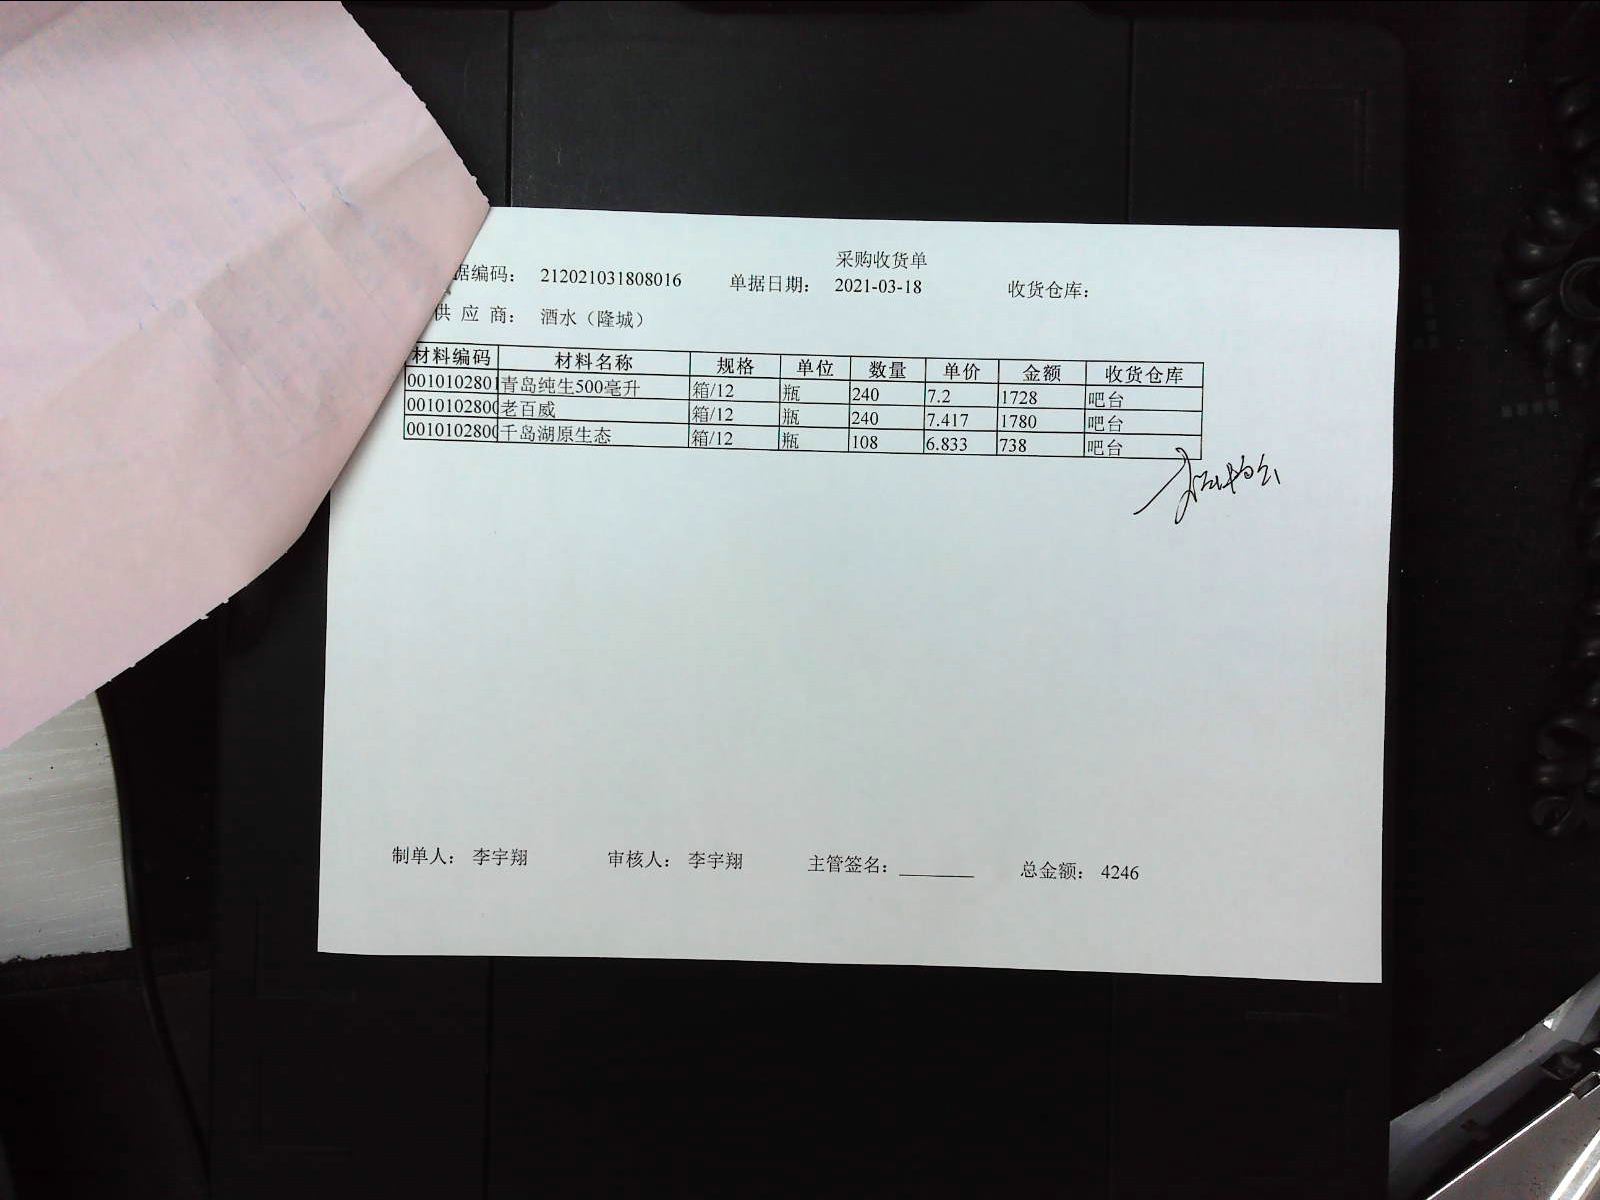 采购收货单
据编码： 212021031808016 单据日期： 2021-03-18 收货仓库：
供 应 商： 酒水（隆城）
材料编码 材料名称 规格 单位 数量 单价 金额 收货仓库
0010102801 青岛纯生500毫升 箱/12 瓶 240 7.2 1728 吧台
0010102800 老百威 箱/12 瓶 240 7.417 1780 吧台
0010102800 千岛湖原生态 箱/12 瓶 108 6.833 738 吧台
制单人： 李宇翔 审核人： 李宇翔 主管签名： 总金额： 4246